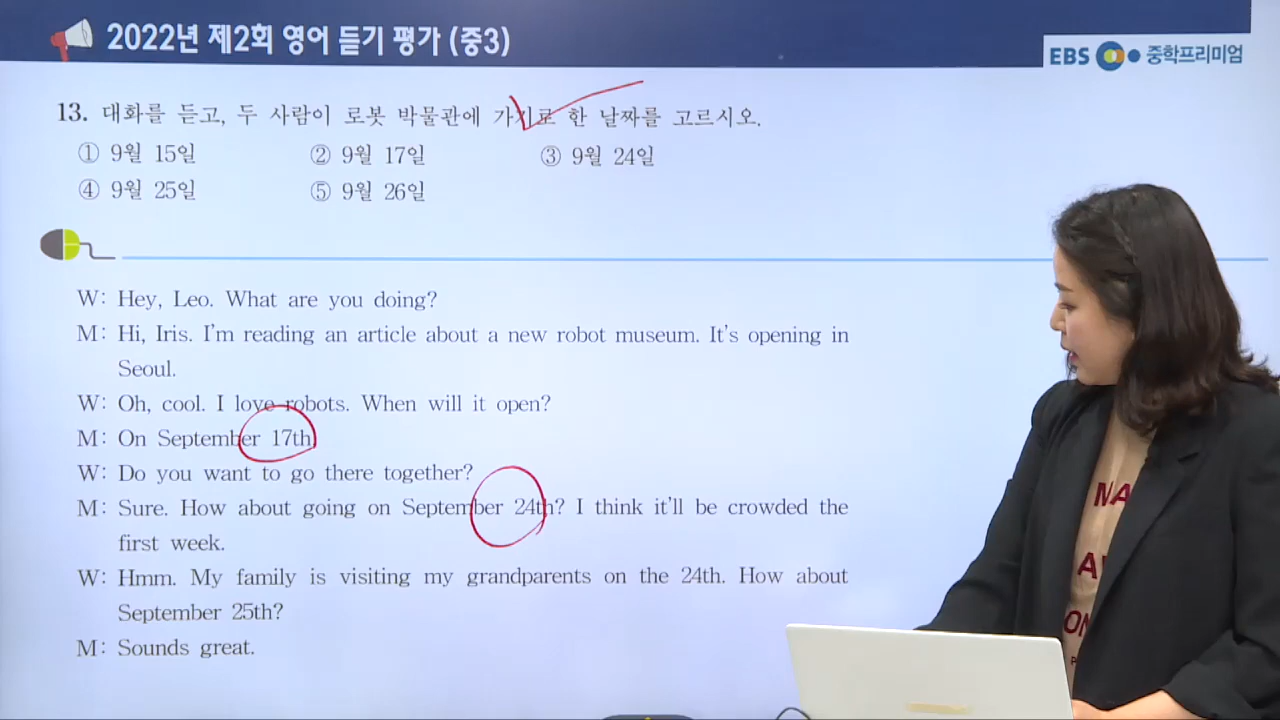 2022년 제2회 영어 듣기 평가 (중3)
EBS 중학프리미엄
13. 대화를 듣고, 두 사람이 로봇 박물관에 가기로 한 날짜를 고르시오.
① 9월 15일 ② 9월 17일 ③ 9월 24일
④ 9월 25일 ⑤ 9월 26일
W: Hey, Leo. What are you doing?
M: Hi, Iris. I'm reading an article about a new robot museum. It's opening in
Seoul.
W: Oh, cool. I love robots. When will it open?
M: On September 17th.
W: Do you want to go there together?
M: Sure. How about going on September 24th? I think it'll be crowded the
first week.
W: Hmm. My family is visiting my grandparents on the 24th. How about
September 25th?
M: Sounds great.